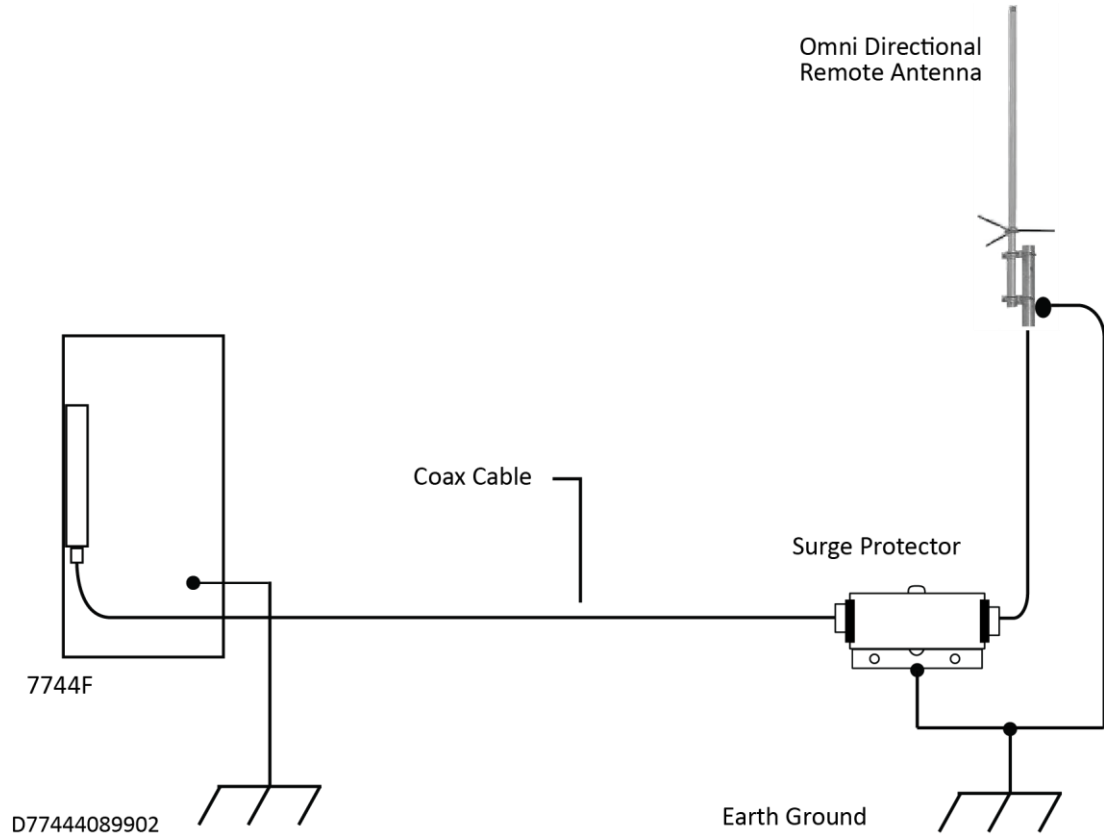 Omni Directional
Remote Antenna
Coax Cable
Surge Protector
7744F
Earth Ground
D77444089902